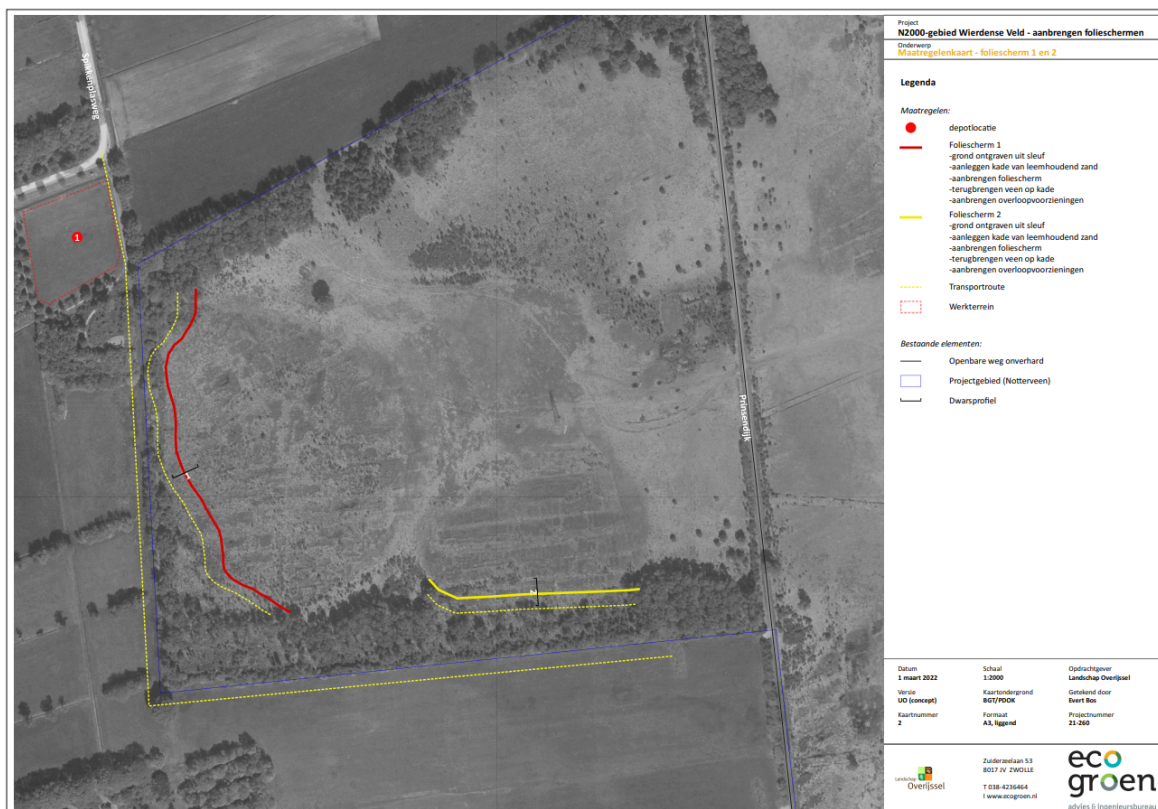 Spikkenplasweg
1
1
2
Prinsendijk
Project
N2000-gebied Wierdense Veld - aanbrengen folieschermen
Onderwerp
Maatregelenkaart - foliescherm 1 en 2
Legenda
Maatregelen:
depotlocatie
Foliescherm 1
-grond ontgraven uit sleuf
-aanleggen kade van leemhoudend zand
-aanbrengen foliescherm
-terugbrengen veen op kade
-aanbrengen overloopvoorzieningen
Foliescherm 2
-grond ontgraven uit sleuf
-aanleggen kade van leemhoudend zand
-aanbrengen foliescherm
-terugbrengen veen op kade
-aanbrengen overloopvoorzieningen
Transportroute
Werkterrein
Bestaande elementen:
Openbare weg onverhard
Projectgebied (Notterveen)
Dwarsprofiel
Datum
1 maart 2022
Schaal
1:2000
Opdrachtgever
Landschap Overijssel
Versie
UO (concept)
Kaartondergrond
BGT/PDOK
Getekend door
Evert Bos
Kaartnummer
2
Formaat
A3, liggend
Projectnummer
21-260
Landschap
Overijssel
Zuiderzeelaan 53
8017 JV ZWOLLE
T 038-4236464
I www.ecogroen.nl
eco
groen
advies & ingenieursbureau